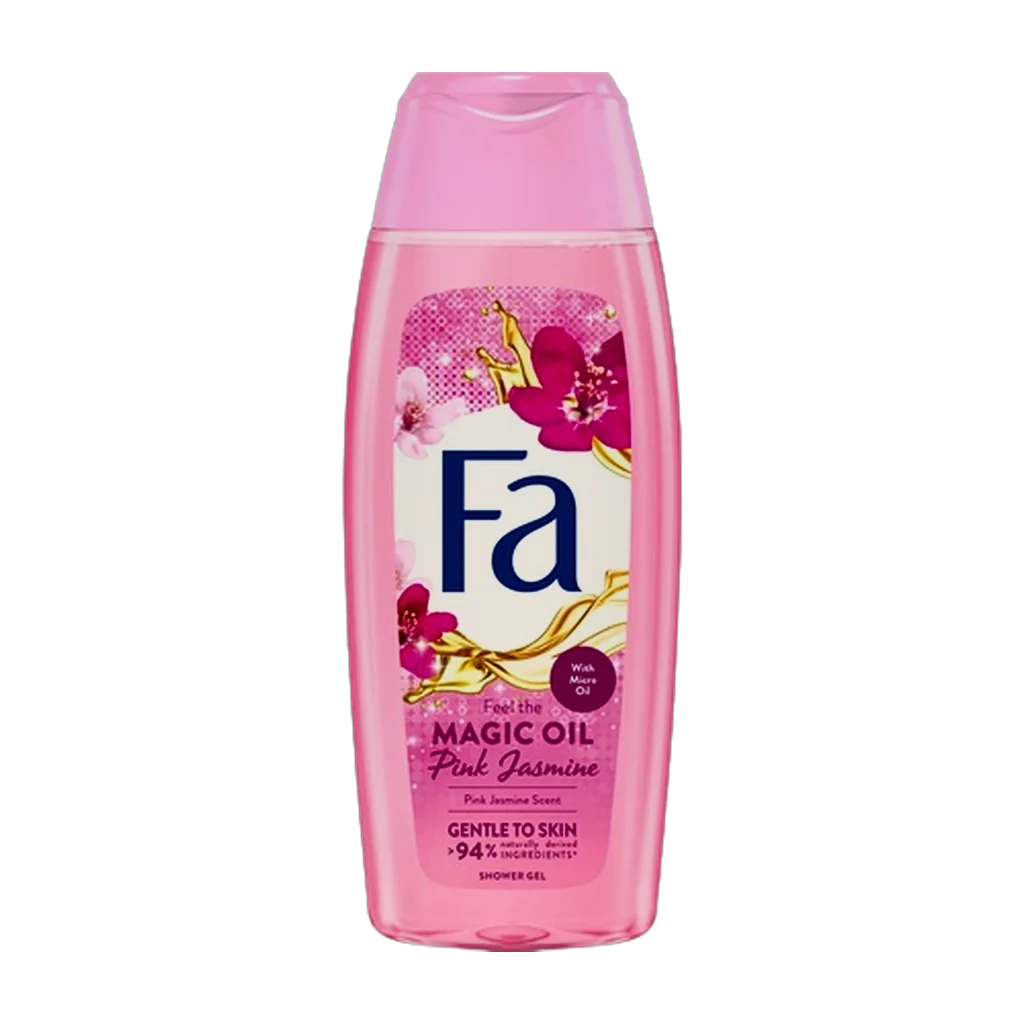 Fa
With
Micro
Oil
Feel the
MAGIC OIL
Pink Jasmine
Pink Jasmine Scent
GENTLE TO SKIN
>94% naturally derived
INGREDIENTS*
SHOWER GEL